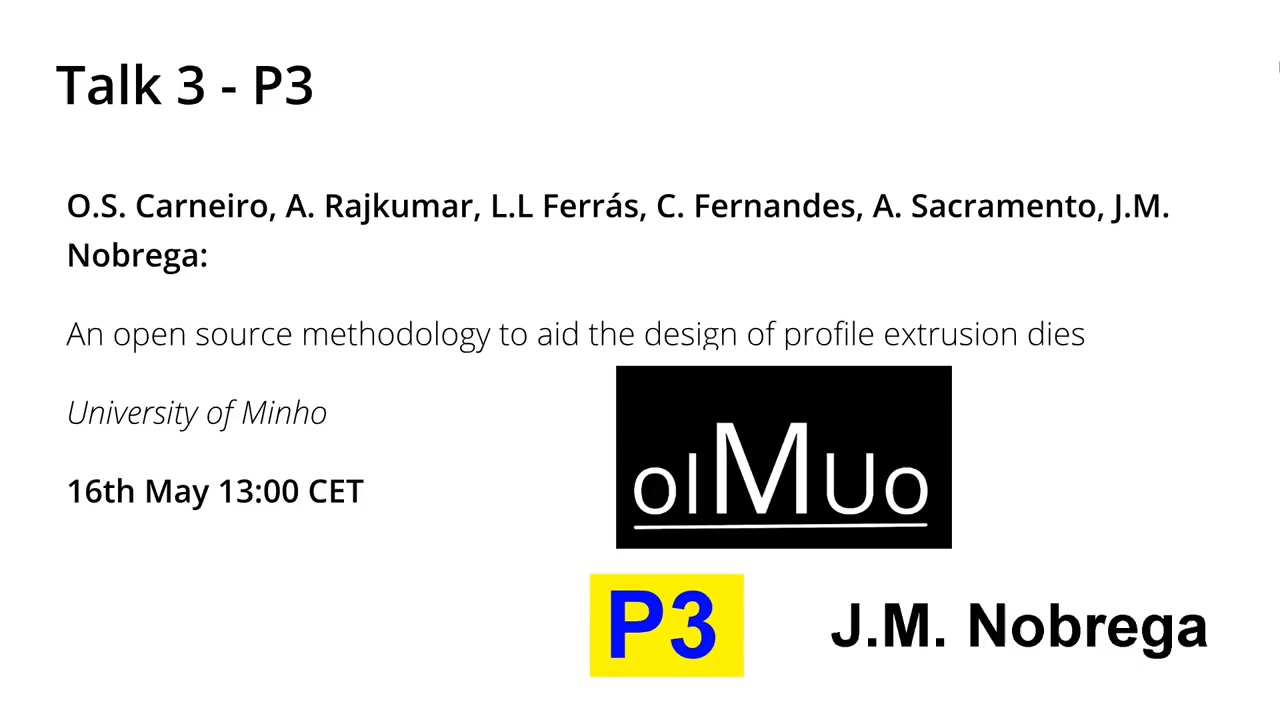 Talk 3 - P3
O.S. Carneiro, A. Rajkumar, L.L Ferrás, C. Fernandes, A. Sacramento, J.M.
Nobrega:
An open source methodology to aid the design of profile extrusion dies
University of Minho
16th May 13:00 CET
olMUo
P3
J.M. Nobrega